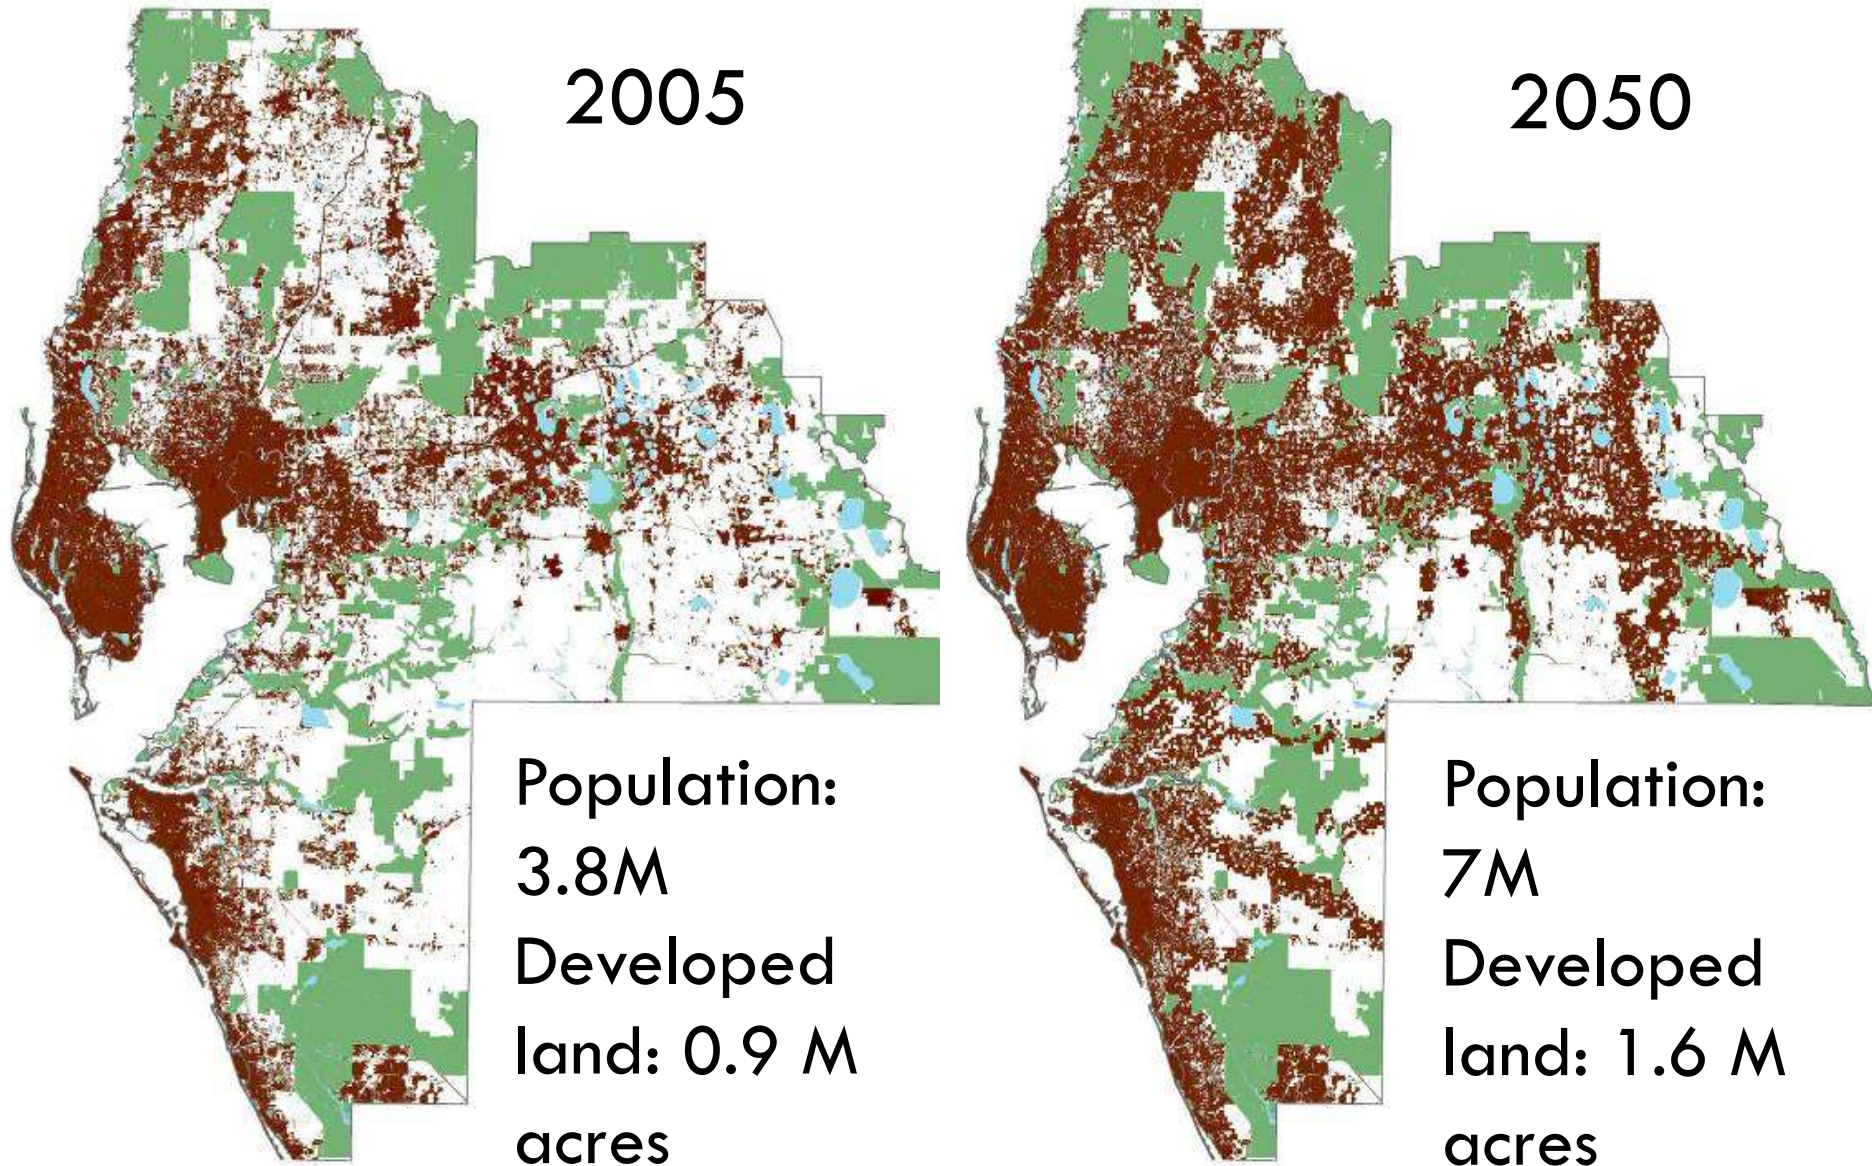 2005
Population:
3.8M
Developed
land: 0.9 M
acres
2050
Population:
7M
Developed
land: 1.6 M
acres